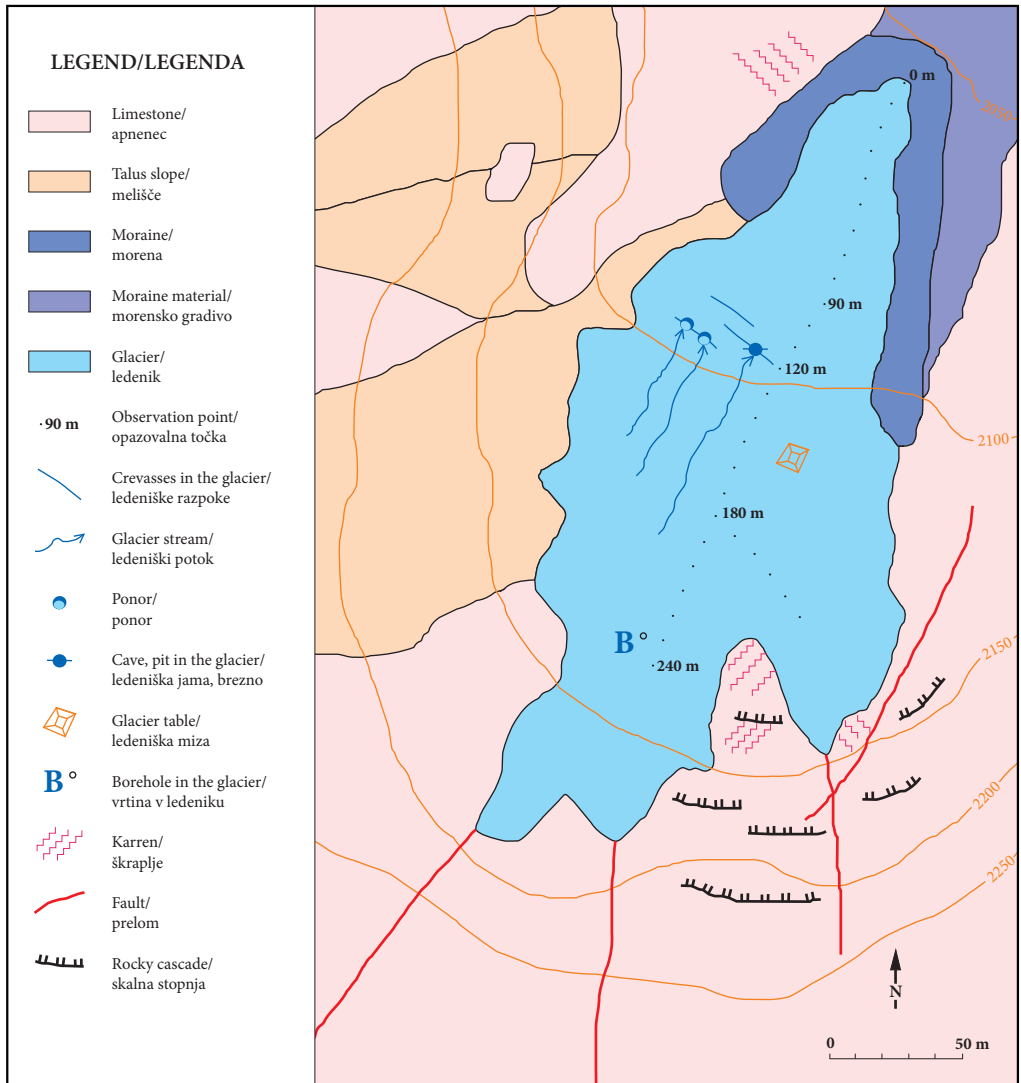 LEGEND/LEGENDA
Limestone/
apnenec
Talus slope/
melišče
Moraine/
morena
Moraine material/
morensko gradivo
Glacier/
ledenik
·90 m
Observation point/
opazovalna točka
Crevasses in the glacier/
ledeniške razpoke
Glacier stream/
ledeniški potok
Ponor/
ponor
Cave, pit in the glacier/
ledeniška jama, brezno
Glacier table/
ledeniška miza
B°
Borehole in the glacier/
vrtina v ledeniku
Karren/
škraplje
Fault/
prelom
Rocky cascade/
skalna stopnja
0 m
2050
90 m
120 m
2100
180 m
B°
240 m
2150
2200
2250
N
0 50 m